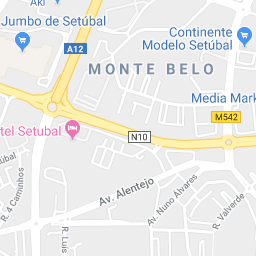 Aki
Jumbo de Setúbal
A12
Continente
Modelo Setúbal
MONTE BELO
Media Mark
M542
tel Setubal
N10
túbal
R. 4 Caminhos
Av. Alentejo
Av. Nuno Álvares
R. Valverde
R. Luís